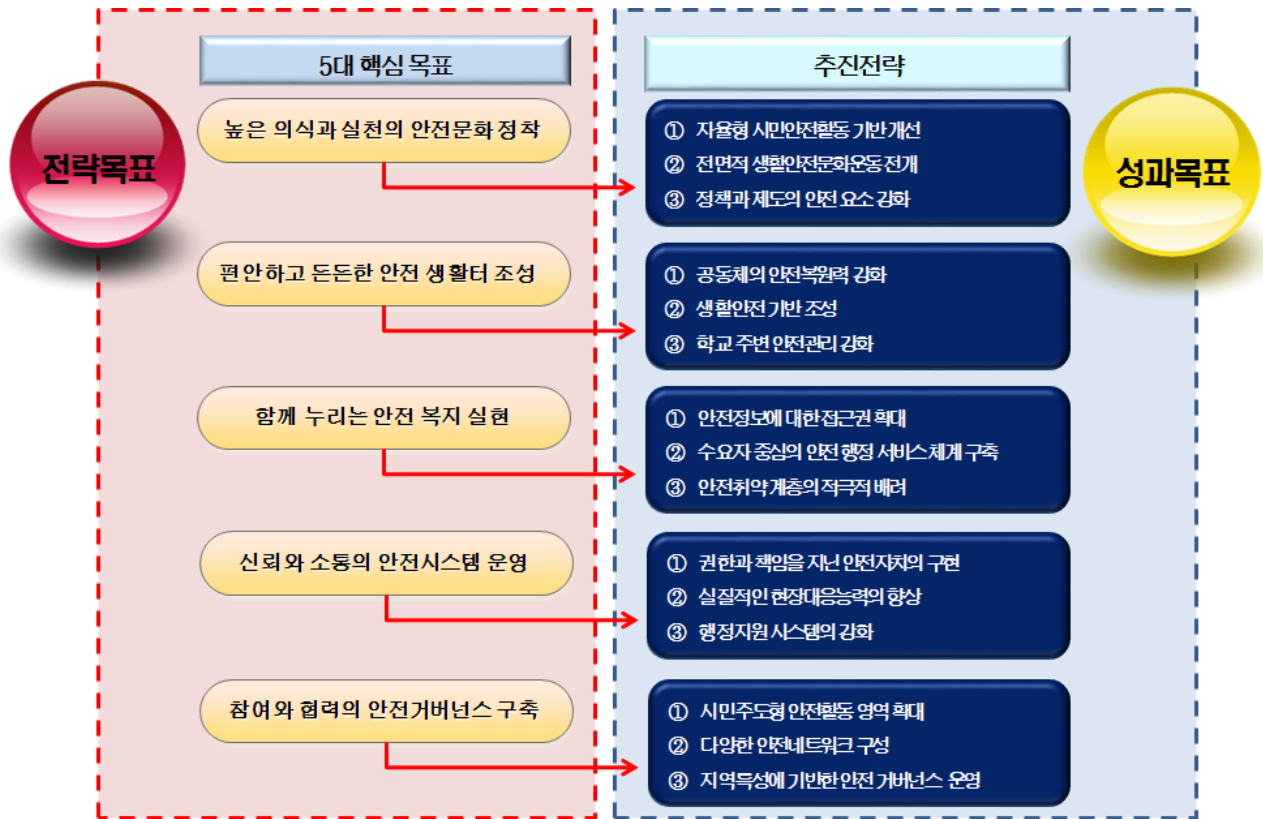 전략목표
5대 핵심 목표
추진전략
성과목표
높은 의식과 실천의 안전문화 정착
① 자율형 시민안전활동 기반 개선
② 전면적 생활안전문화운동 전개
③ 정책과 제도의 안전 요소 강화
편안하고 든든한 안전 생활터 조성
① 공동체의 안전복원력 강화
② 생활안전 기반 조성
③ 학교 주변 안전관리 강화
함께 누리는 안전 복지 실현
① 안전정보에 대한 접근권 확대
② 수요자 중심의 안전 행정 서비스 체계 구축
③ 안전취약 계층의 적극적 배려
신뢰와 소통의 안전시스템 운영
① 권한과 책임을 지닌 안전자치의 구현
② 실질적인 현장대응능력의 향상
③ 행정지원 시스템의 강화
참여와 협력의 안전거버넌스 구축
① 시민주도형 안전활동 영역 확대
② 다양한 안전네트워크 구성
③ 지역특성에 기반한 안전 거버넌스 운영